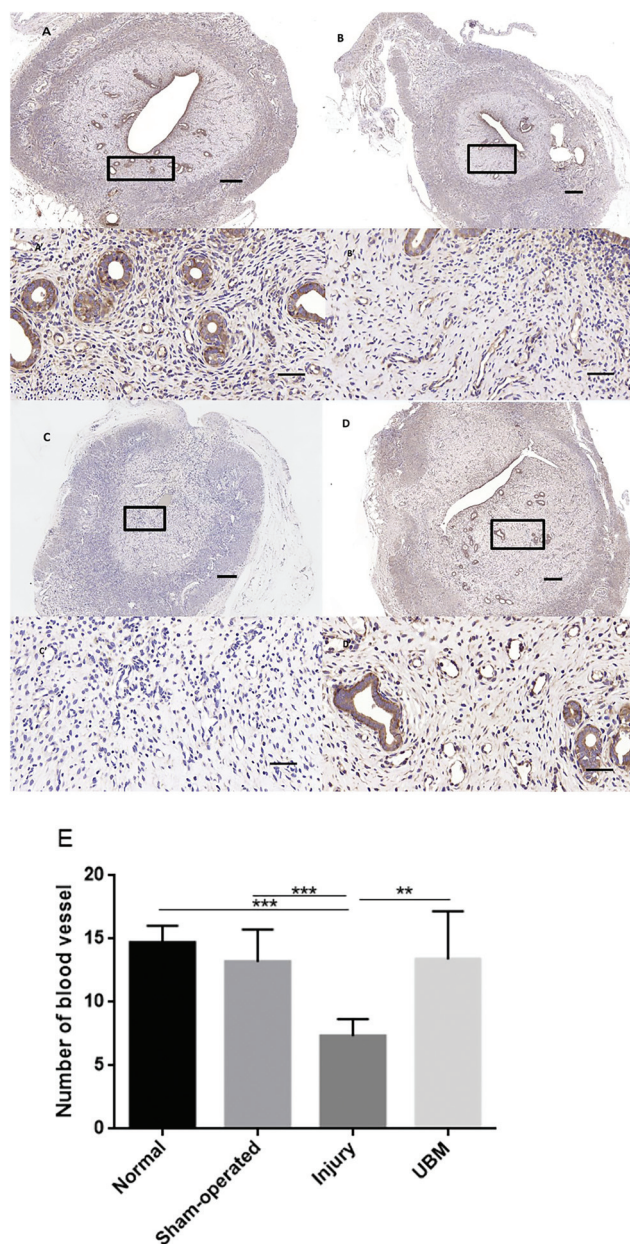 A
B
A'
B'
C
D
C'
D'
E
Number of blood vessel
20
15
10
5
0
***
***
**
Normal
Sham-operated
Injury
UBM